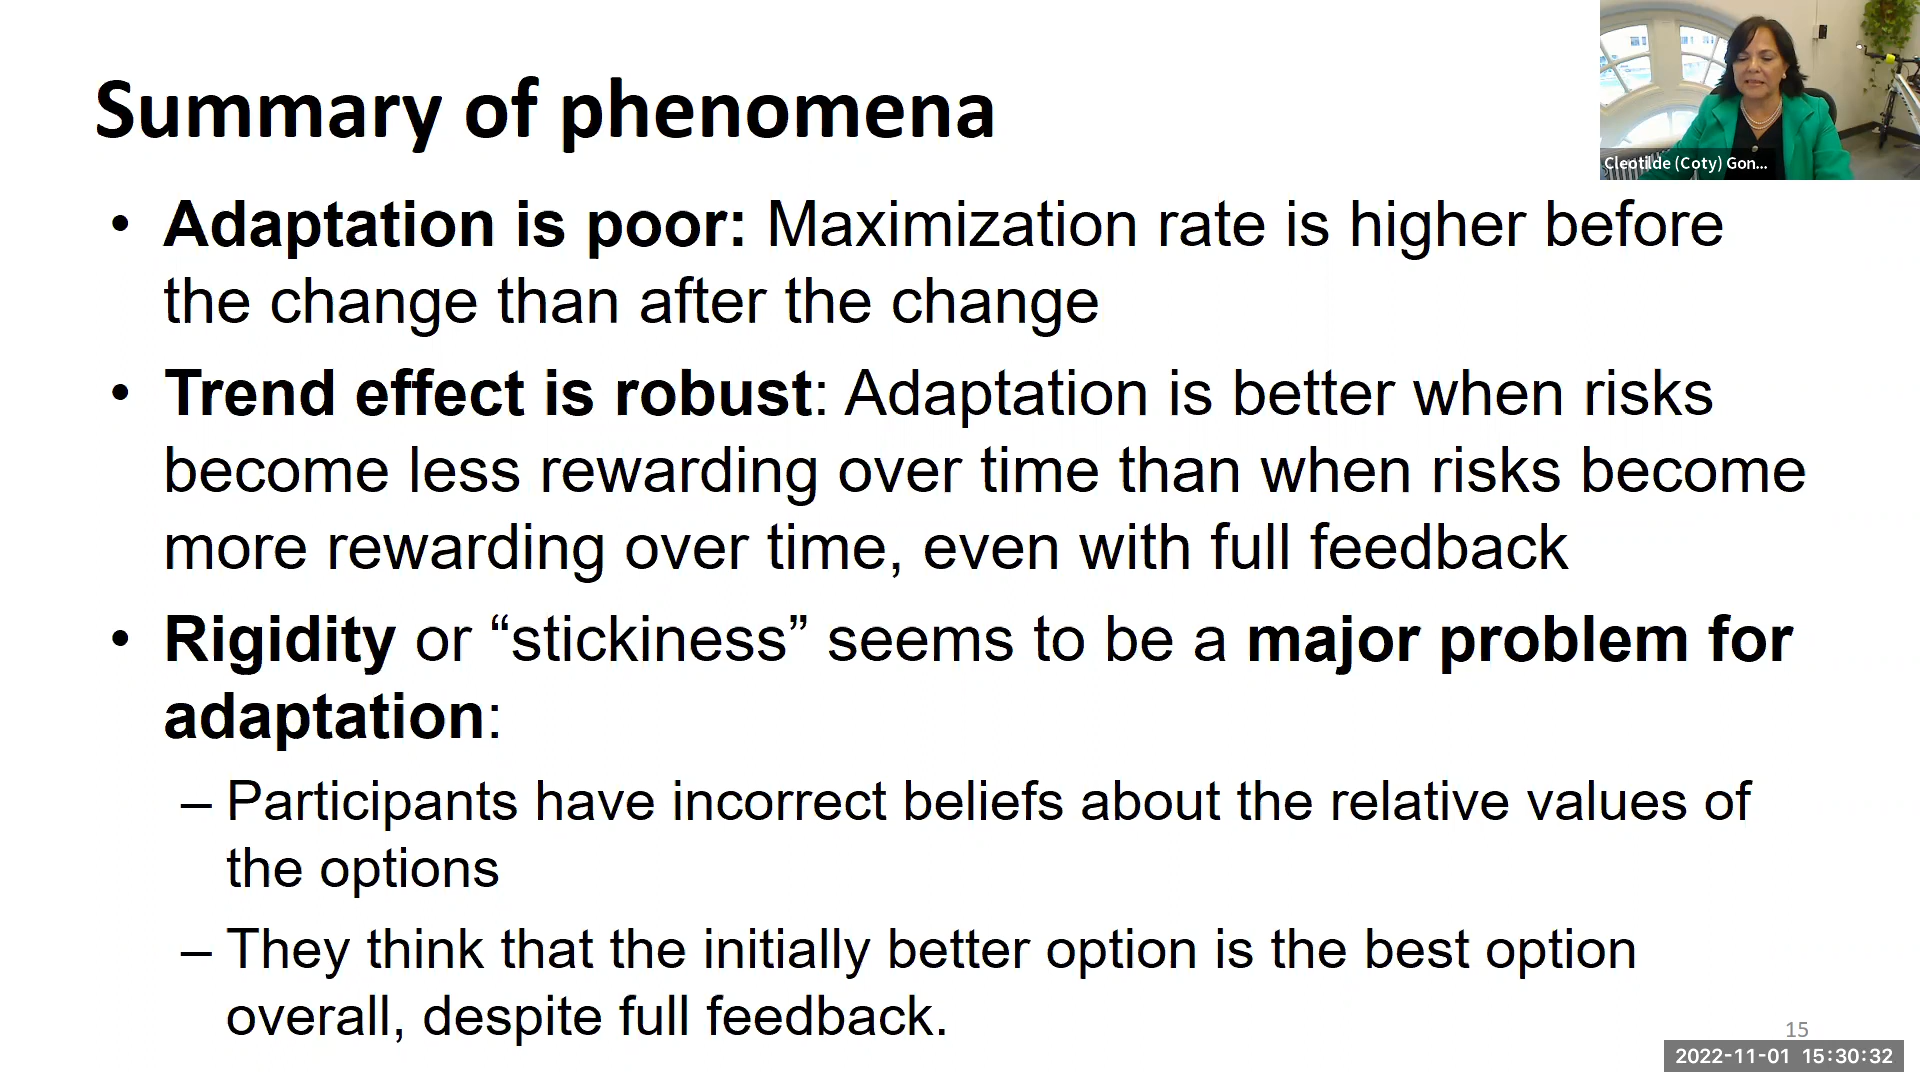 Summary of phenomena
Cleotilde (Coty) Gon...
• Adaptation is poor: Maximization rate is higher before
the change than after the change
• Trend effect is robust: Adaptation is better when risks
become less rewarding over time than when risks become
more rewarding over time, even with full feedback
• Rigidity or “stickiness” seems to be a major problem for
adaptation:
– Participants have incorrect beliefs about the relative values of
the options
– They think that the initially better option is the best option
overall, despite full feedback.
15
2022-11-01 15:30:32